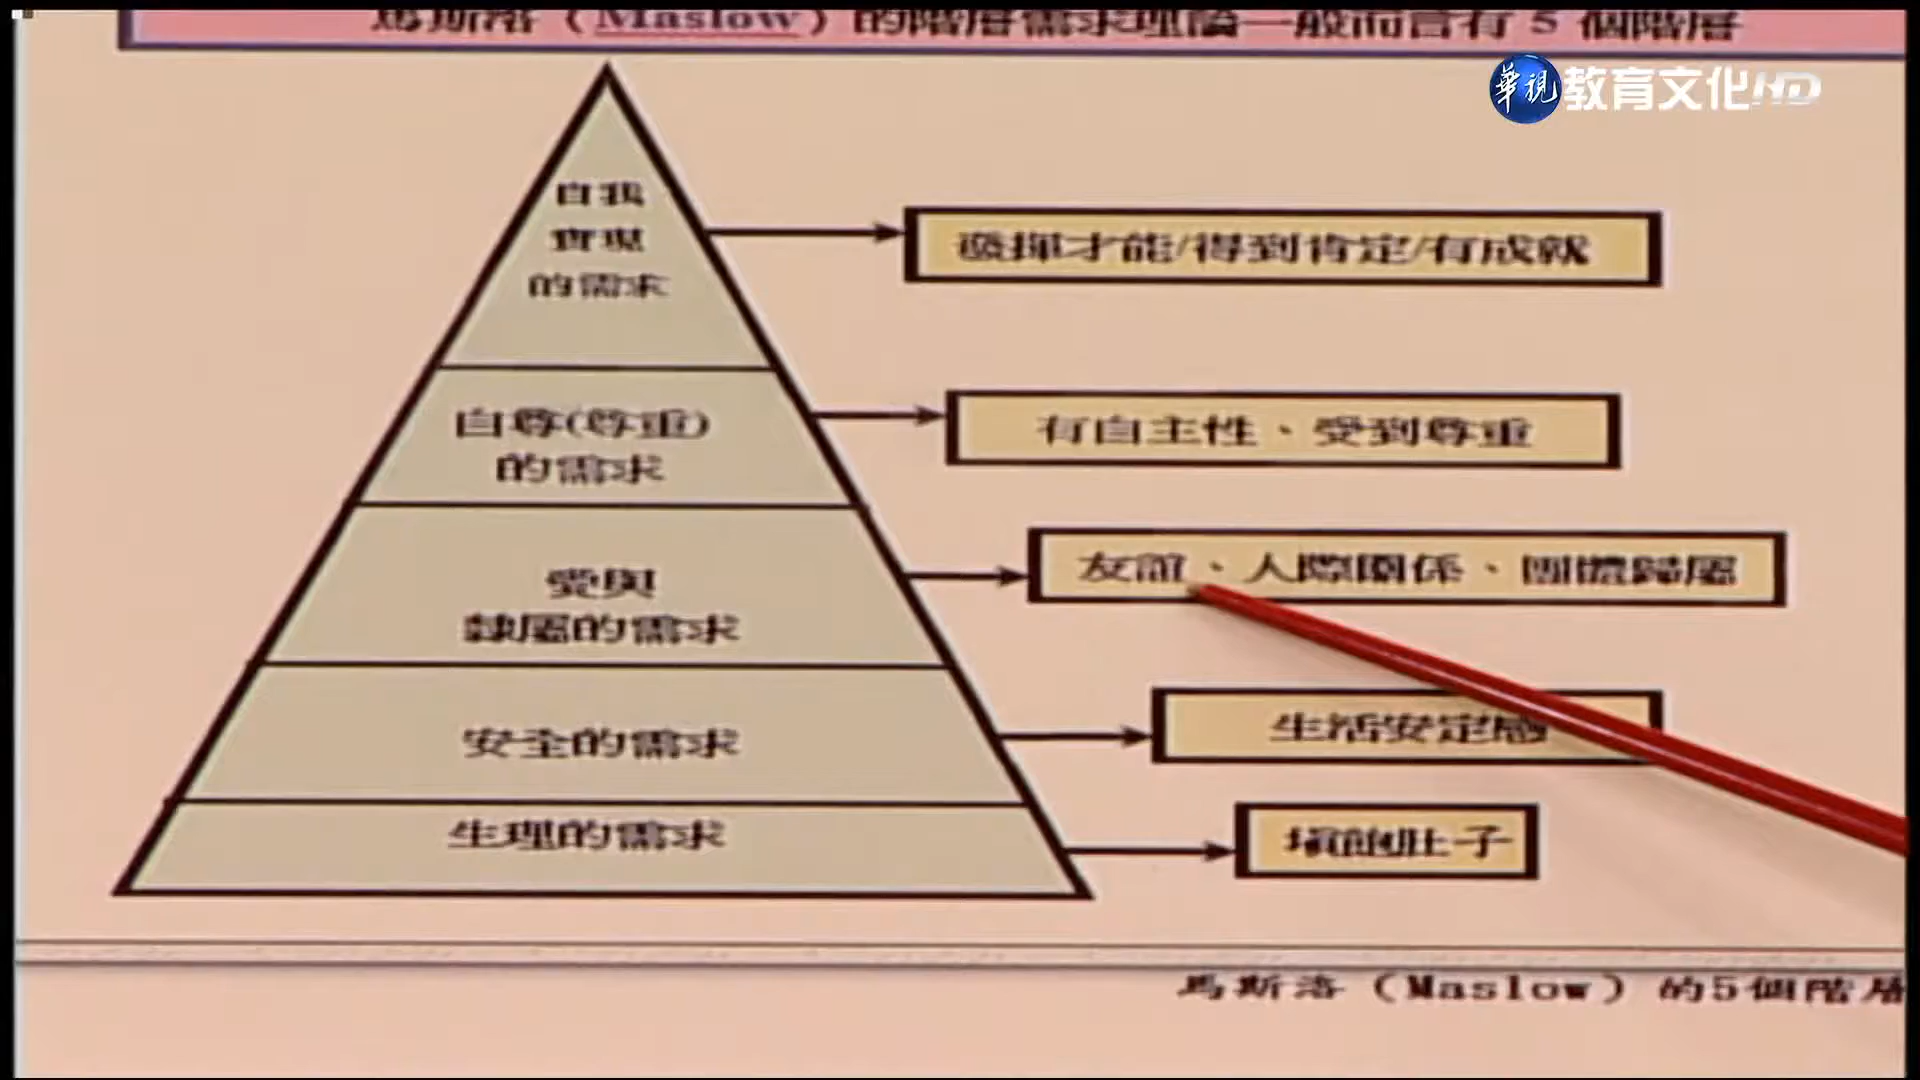 馬斯洛（Maslow）的階層需求理論一般而言有 5 個階層
華視 教育文化HD
自我
實現
的需求
發揮才能/得到肯定/有成就
自尊(尊重)
的需求
有自主性、受到尊重
愛與
隸屬的需求
友誼、人際關係、團體歸屬
安全的需求
生活安定感
生理的需求
填飽肚子
馬斯洛（Maslow）的5個階層